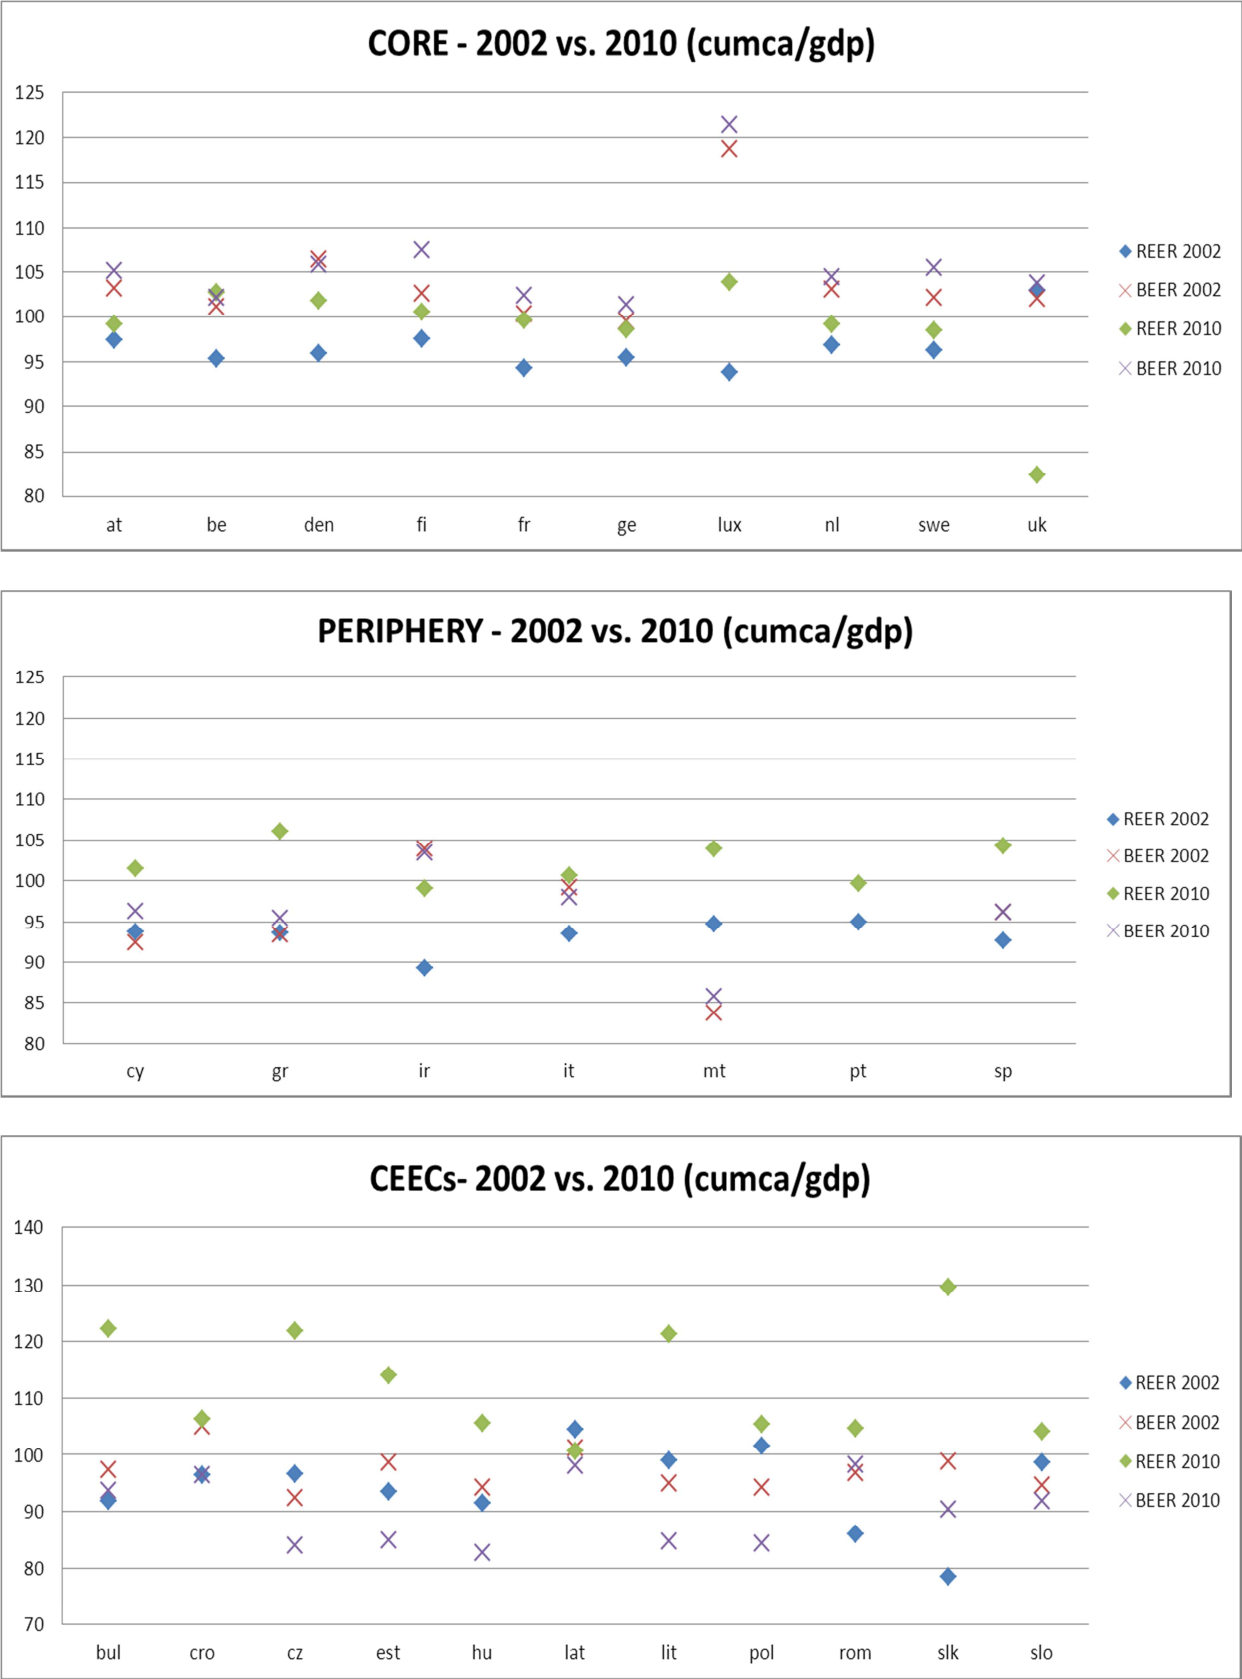 CORE - 2002 vs. 2010 (cumca/gdp)
125
120
115
110
105
100
95
90
85
80
at be den fi fr ge lux nl swe uk
REER 2002
BEER 2002
REER 2010
BEER 2010
PERIPHERY - 2002 vs. 2010 (cumca/gdp)
125
120
115
110
105
100
95
90
85
80
cy gr ir it mt pt sp
REER 2002
BEER 2002
REER 2010
BEER 2010
CEECs- 2002 vs. 2010 (cumca/gdp)
140
130
120
110
100
90
80
70
bul cro cz est hu lat lit pol rom slk slo
REER 2002
BEER 2002
REER 2010
BEER 2010